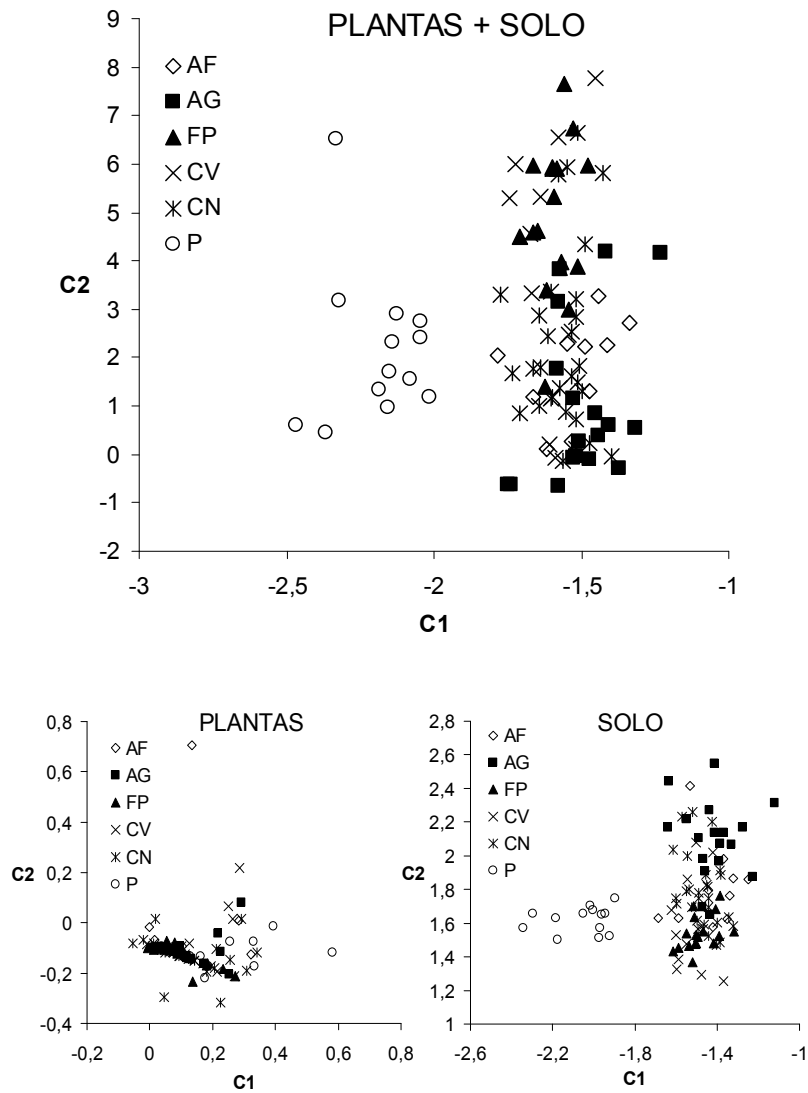 PLANTAS + SOLO
9
8
7
6
5
4
3
2
1
0
-1
-2
C2
AF
AG
FP
CV
CN
P
-3 -2,5 -2 -1,5 -1
C1
PLANTAS
0,8
0,6
0,4
0,2
0
-0,2
-0,4
C2
AF
AG
FP
CV
CN
P
-0,2 0 0,2 0,4 0,6 0,8
C1
SOLO
2,8
2,6
2,4
2,2
2
1,8
1,6
1,4
1,2
1
C2
AF
AG
FP
CV
CN
P
-2,6 -2,2 -1,8 -1,4 -1
C1